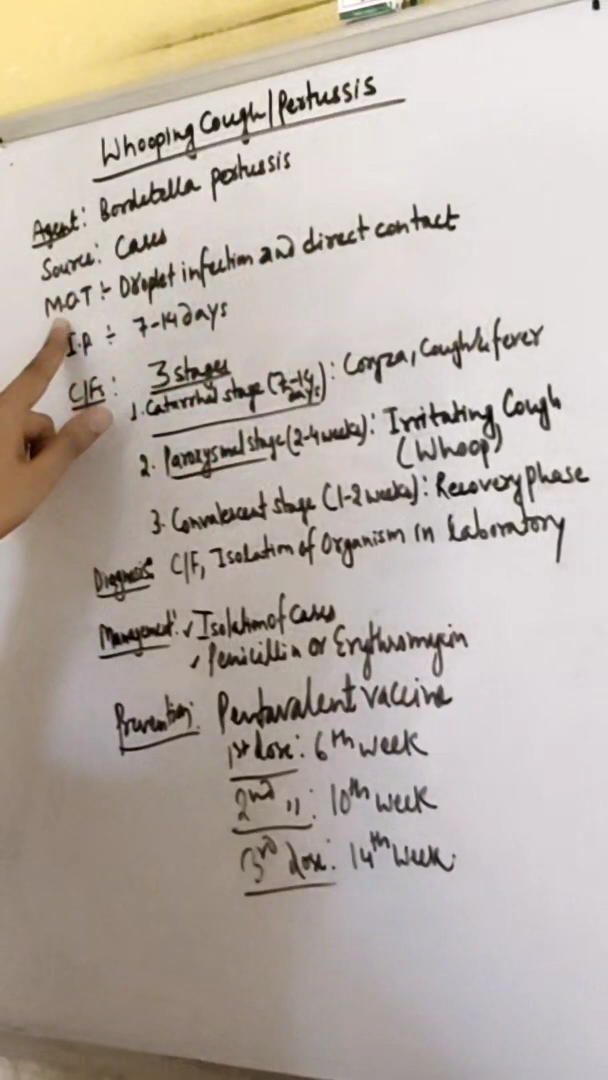 Whooping Cough/Pertussis
Agent: Bordetella pertussis
Source: Cases
M.O.T :- Droplet infection and direct contact
I.P ÷ 7-14 days
C/Fs: 3 stages
1. Catarrhal stage (7-14 days): Coryza, Cough & fever
2. Paroxysmal stage (2-4 weeks): Irritating Cough
(Whoop)
3. Convalescent stage (1-2 weeks): Recovery phase
Diagnosis: C/F, Isolation of Organism in laboratory
Management: ✓ Isolation of Cases
✓ Penicillin or Erythromycin
Prevention: Pentavalent vaccine
1st dose: 6th week
2nd ,, : 10th week
3rd dose: 14th week.